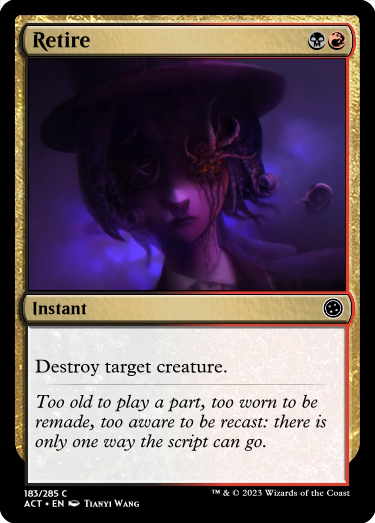 Retire
Instant
Destroy target creature.
Too old to play a part, too worn to be
remade, too aware to be recast: there is
only one way the script can go.
183/285 C
ACT • EN Tianyi Wang
™ & © 2023 Wizards of the Coast